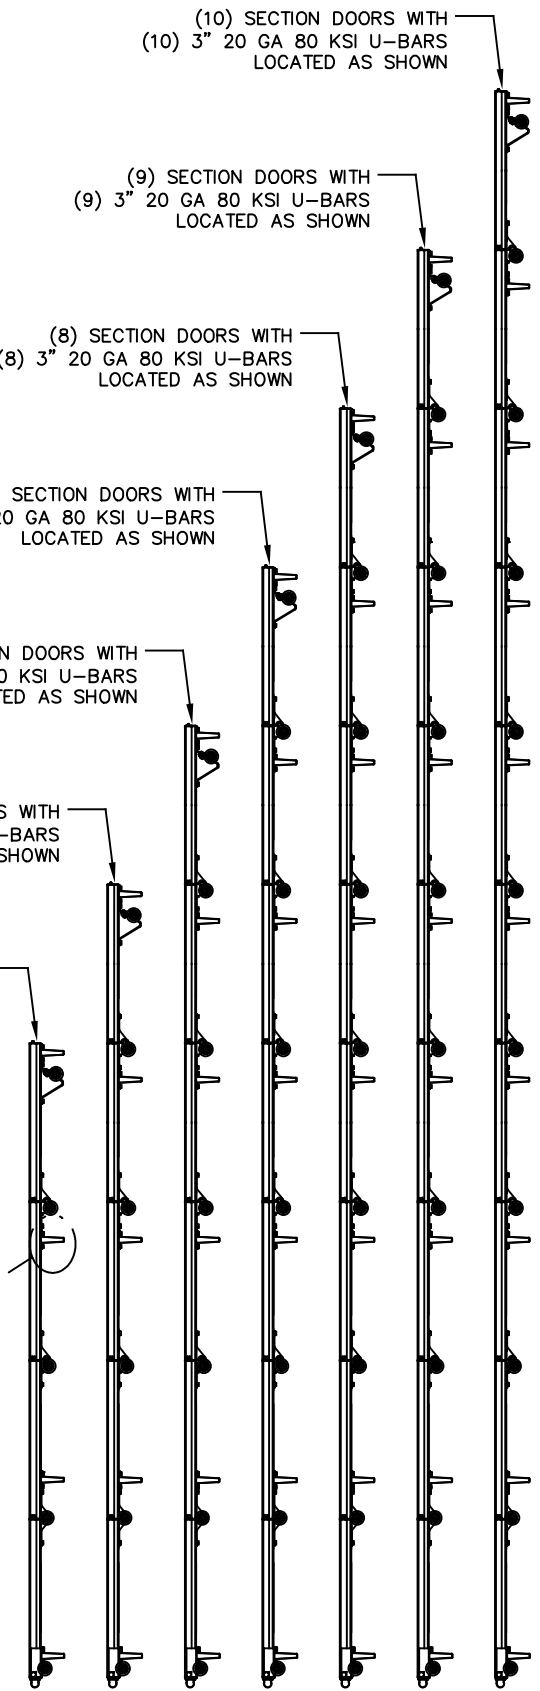 (10) SECTION DOORS WITH
(10) 3" 20 GA 80 KSI U-BARS
LOCATED AS SHOWN
(9) SECTION DOORS WITH
(9) 3" 20 GA 80 KSI U-BARS
LOCATED AS SHOWN
(8) SECTION DOORS WITH
(8) 3" 20 GA 80 KSI U-BARS
LOCATED AS SHOWN
SECTION DOORS WITH
20 GA 80 KSI U-BARS
LOCATED AS SHOWN
DOORS WITH
KSI U-BARS
AS SHOWN
WITH
-BARS
SHOWN